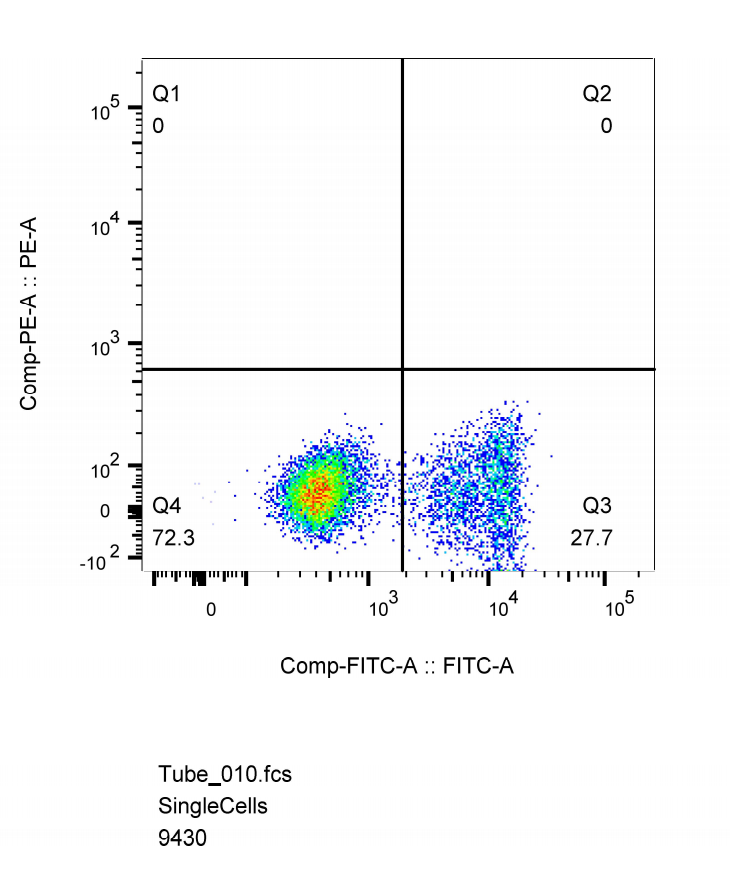 Q1
0
Q2
0
10^5
10^4
10^3
10^2
0
-10^2
Comp-PE-A :: PE-A
Q4
72.3
Q3
27.7
0
10^3
10^4
10^5
Comp-FITC-A :: FITC-A
Tube_010.fcs
SingleCells
9430